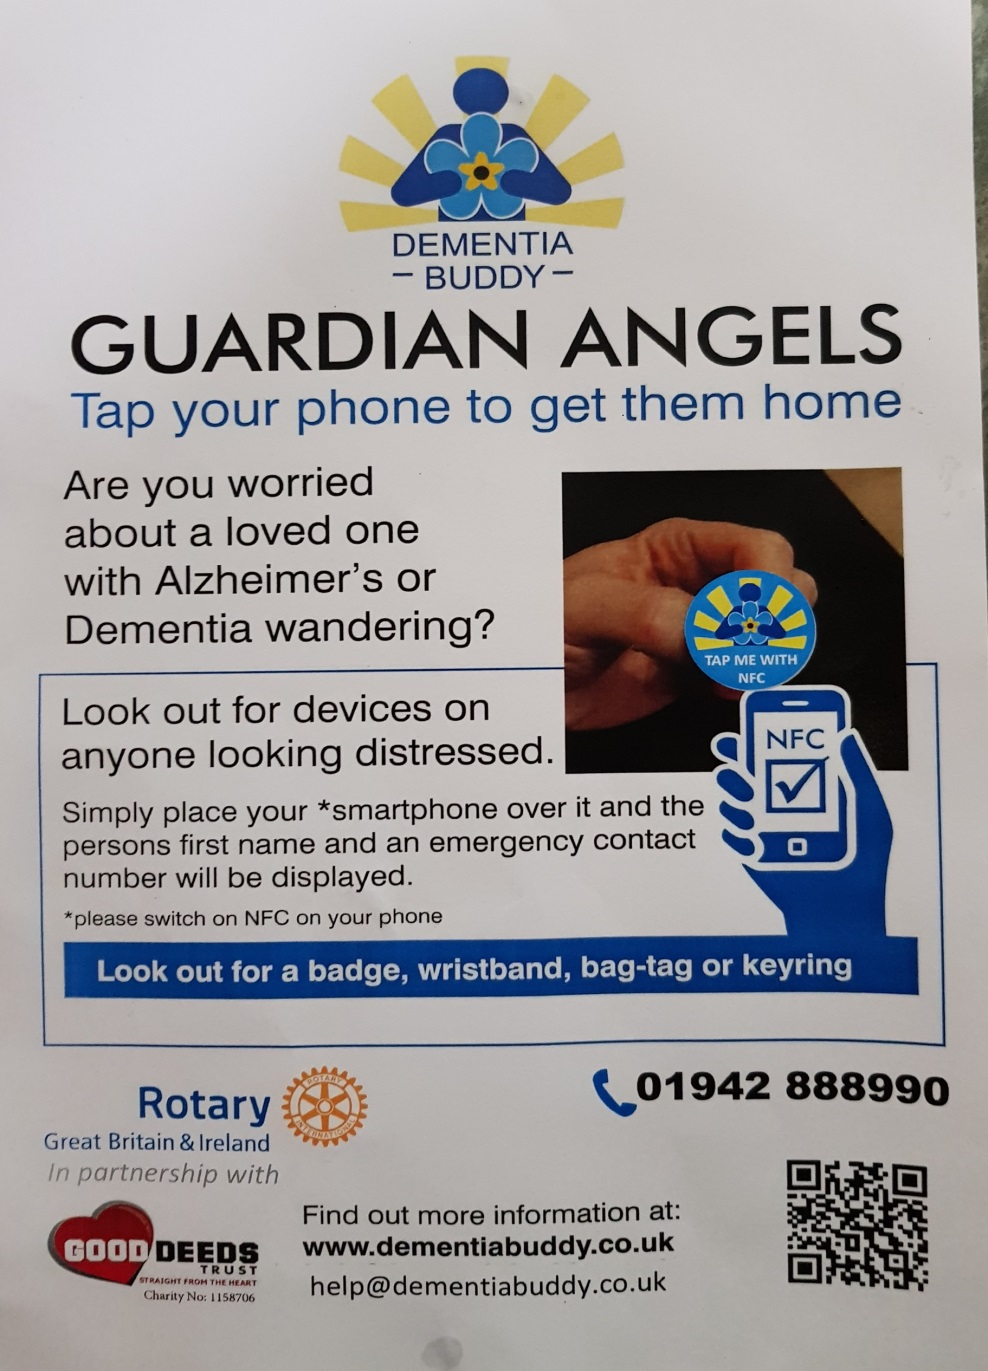 DEMENTIA
– BUDDY –
GUARDIAN ANGELS
Tap your phone to get them home
Are you worried
about a loved one
with Alzheimer's or
Dementia wandering?
TAP ME WITH
NFC
NFC
Look out for devices on
anyone looking distressed.
Simply place your *smartphone over it and the
persons first name and an emergency contact
number will be displayed.
*please switch on NFC on your phone
Look out for a badge, wristband, bag-tag or keyring
Rotary
Great Britain & Ireland
In partnership with
ROTARY
INTERNATIONAL
01942 888990
GOOD DEEDS
TRUST
STRAIGHT FROM THE HEART
Charity No: 1158706
Find out more information at:
www.dementiabuddy.co.uk
help@dementiabuddy.co.uk